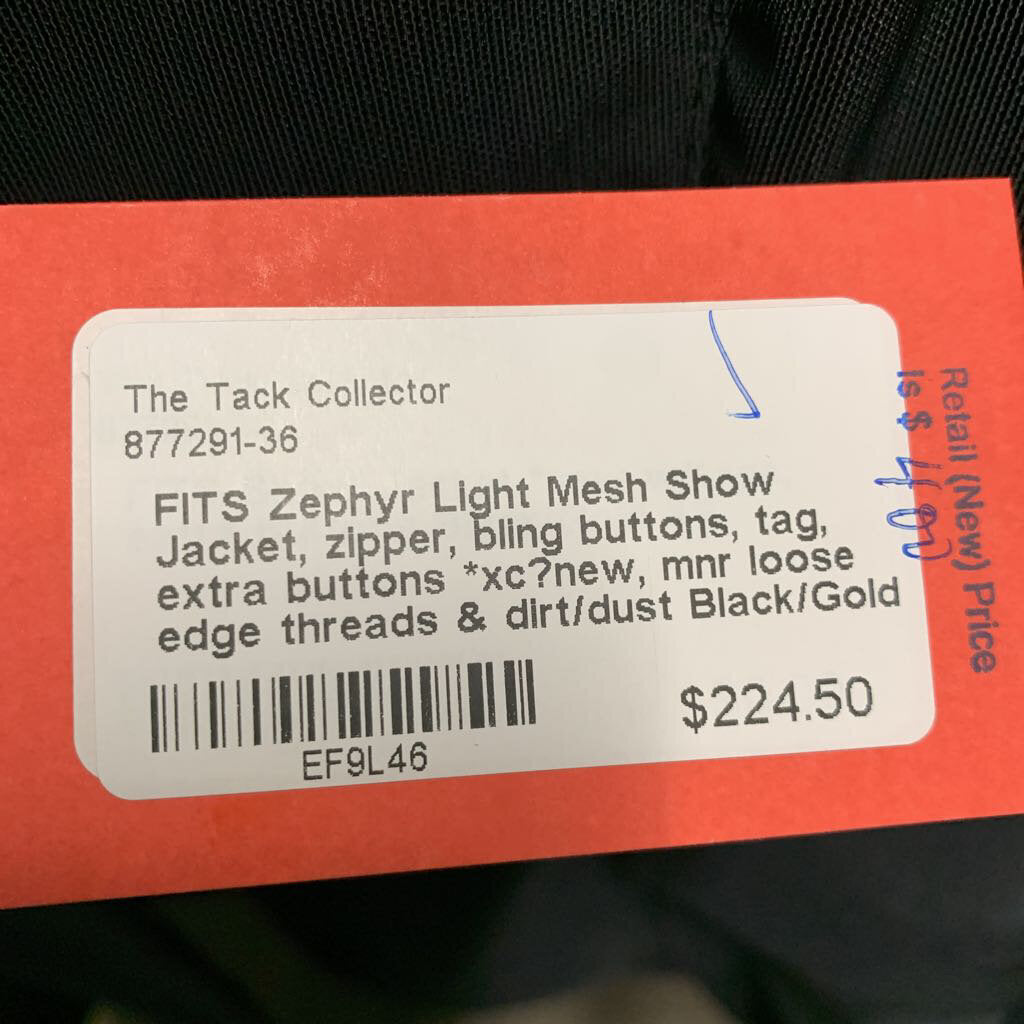 The Tack Collector
877291-36
FITS Zephyr Light Mesh Show
Jacket, zipper, bling buttons, tag,
extra buttons *xc?new, mnr loose
edge threads & dirt/dust Black/Gold
EF9L46
$224.50
Retail (New) Price
is $